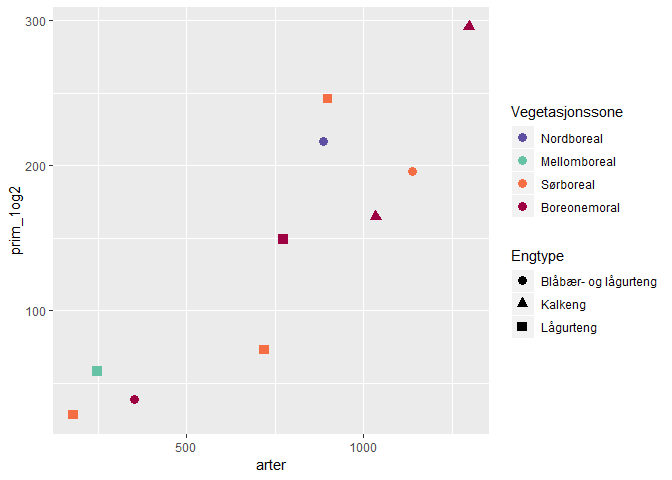 300
200
100
prim_1og2
500 1000
arter
Vegetasjonssone
Nordboreal
Mellomboreal
Sørboreal
Boreonemoral
Engtype
Blåbær- og lågurteng
Kalkeng
Lågurteng